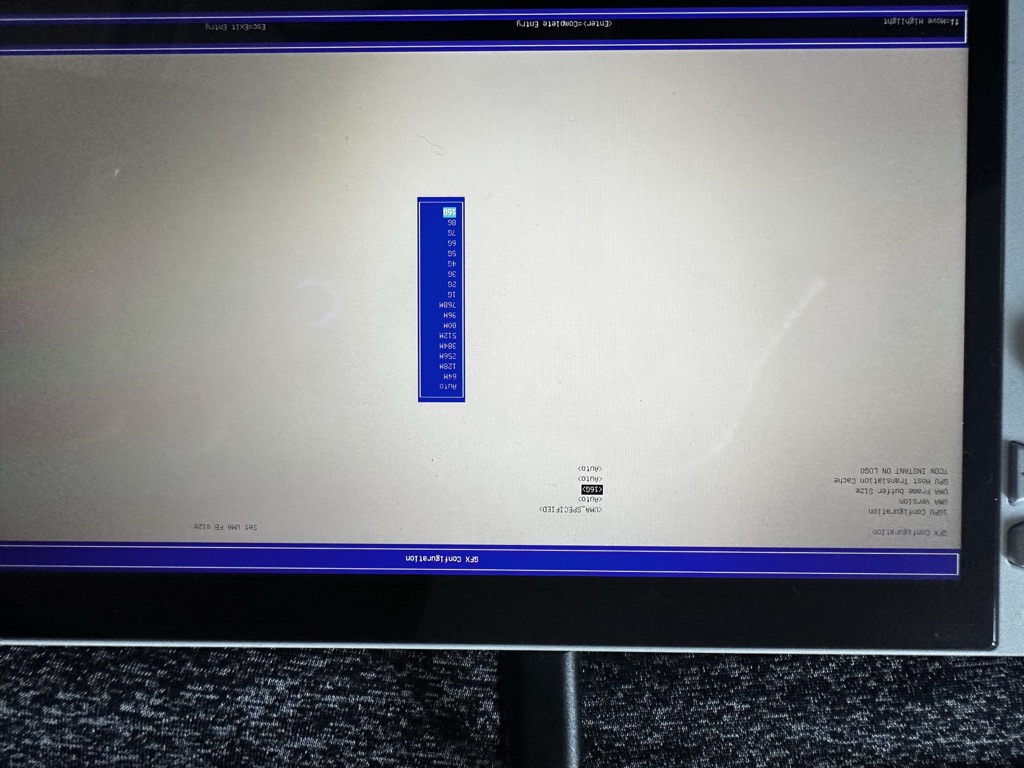 GFX Configuration
GFX Configuration
Set UMA FB size
iGPU Configuration
<UMA_SPECIFIED>
UMA Version
<Auto>
UMA Frame buffer Size
<16G>
GPU Host Translation Cache
<Auto>
TCON INSTANT ON LOGO
<Auto>
Auto
64M
128M
256M
384M
512M
80M
96M
768M
1G
2G
3G
4G
5G
6G
7G
8G
16G
↑↓=Move Highlight
<Enter>=Complete Entry
Esc=Exit Entry